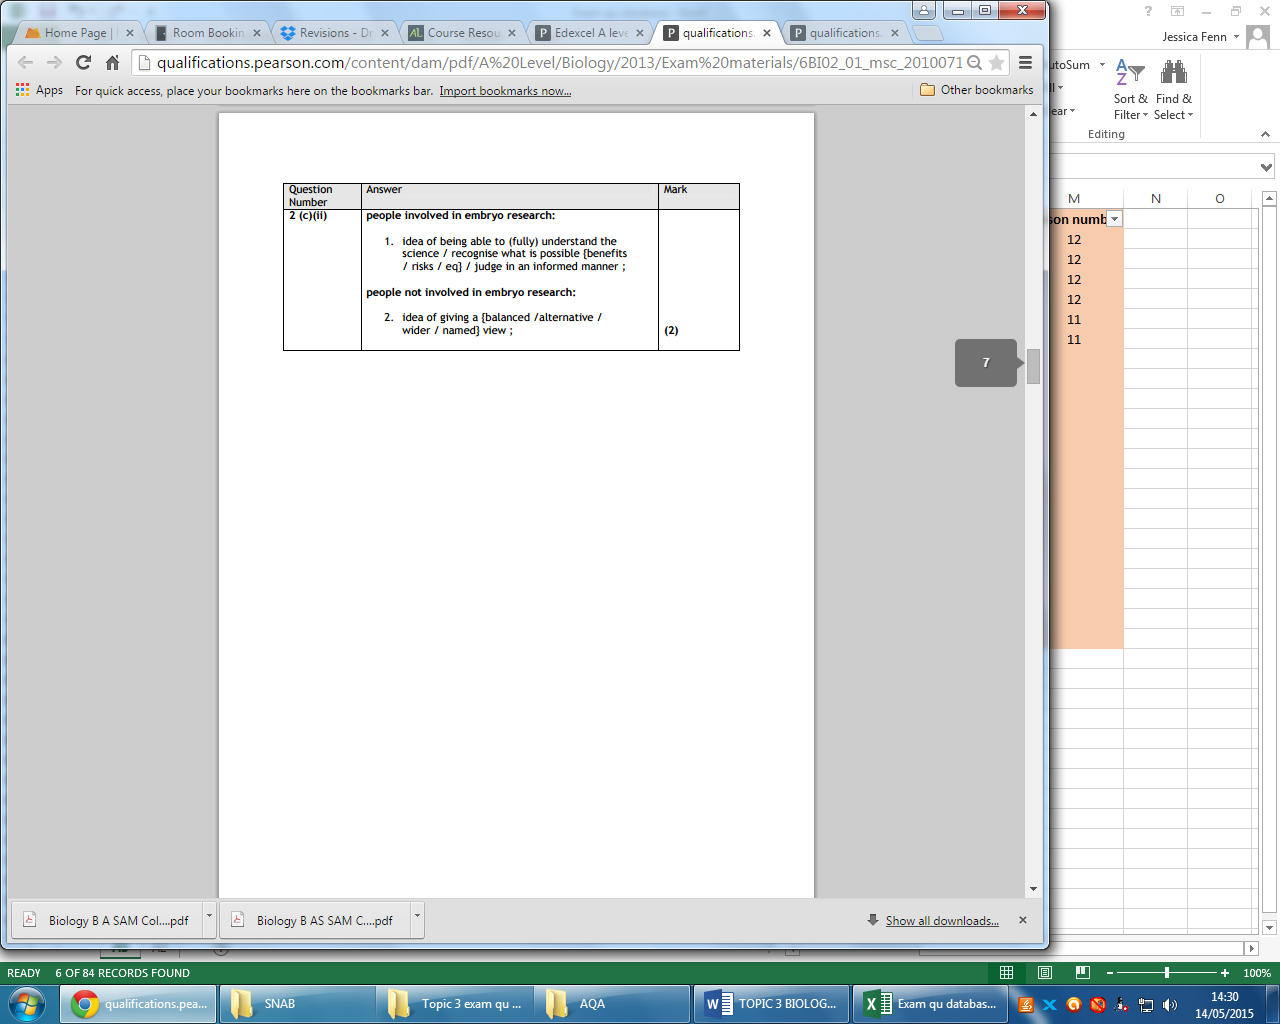 Home Page |
Room Bookin
Revisions - Dr
Course Resou
Edexcel A leve
qualifications.
qualifications.
qualifications.pearson.com/content/dam/pdf/A%20Level/Biology/2013/Exam%20materials/6BI02_01_msc_2010071
Apps
For quick access, place your bookmarks here on the bookmarks bar. Import bookmarks now...
Other bookmarks
Question Number
Answer
Mark
2 (c)(ii)
people involved in embryo research:
1. idea of being able to (fully) understand the
science / recognise what is possible {benefits
/ risks / eq} / judge in an informed manner ;
people not involved in embryo research:
2. idea of giving a {balanced /alternative /
wider / named} view ;
(2)
7
Biology B A SAM Col....pdf
Biology B AS SAM C....pdf
Show all downloads...
Jessica Fenn
utoSum
Sort & Filter
Find & Select
ear
Editing
M
N
O
son numb
12
12
12
12
11
11
READY
6 OF 84 RECORDS FOUND
100%
qualifications.pea...
SNAB
Topic 3 exam qu ...
AQA
TOPIC 3 BIOLOG...
Exam qu databas...
14:30
14/05/2015